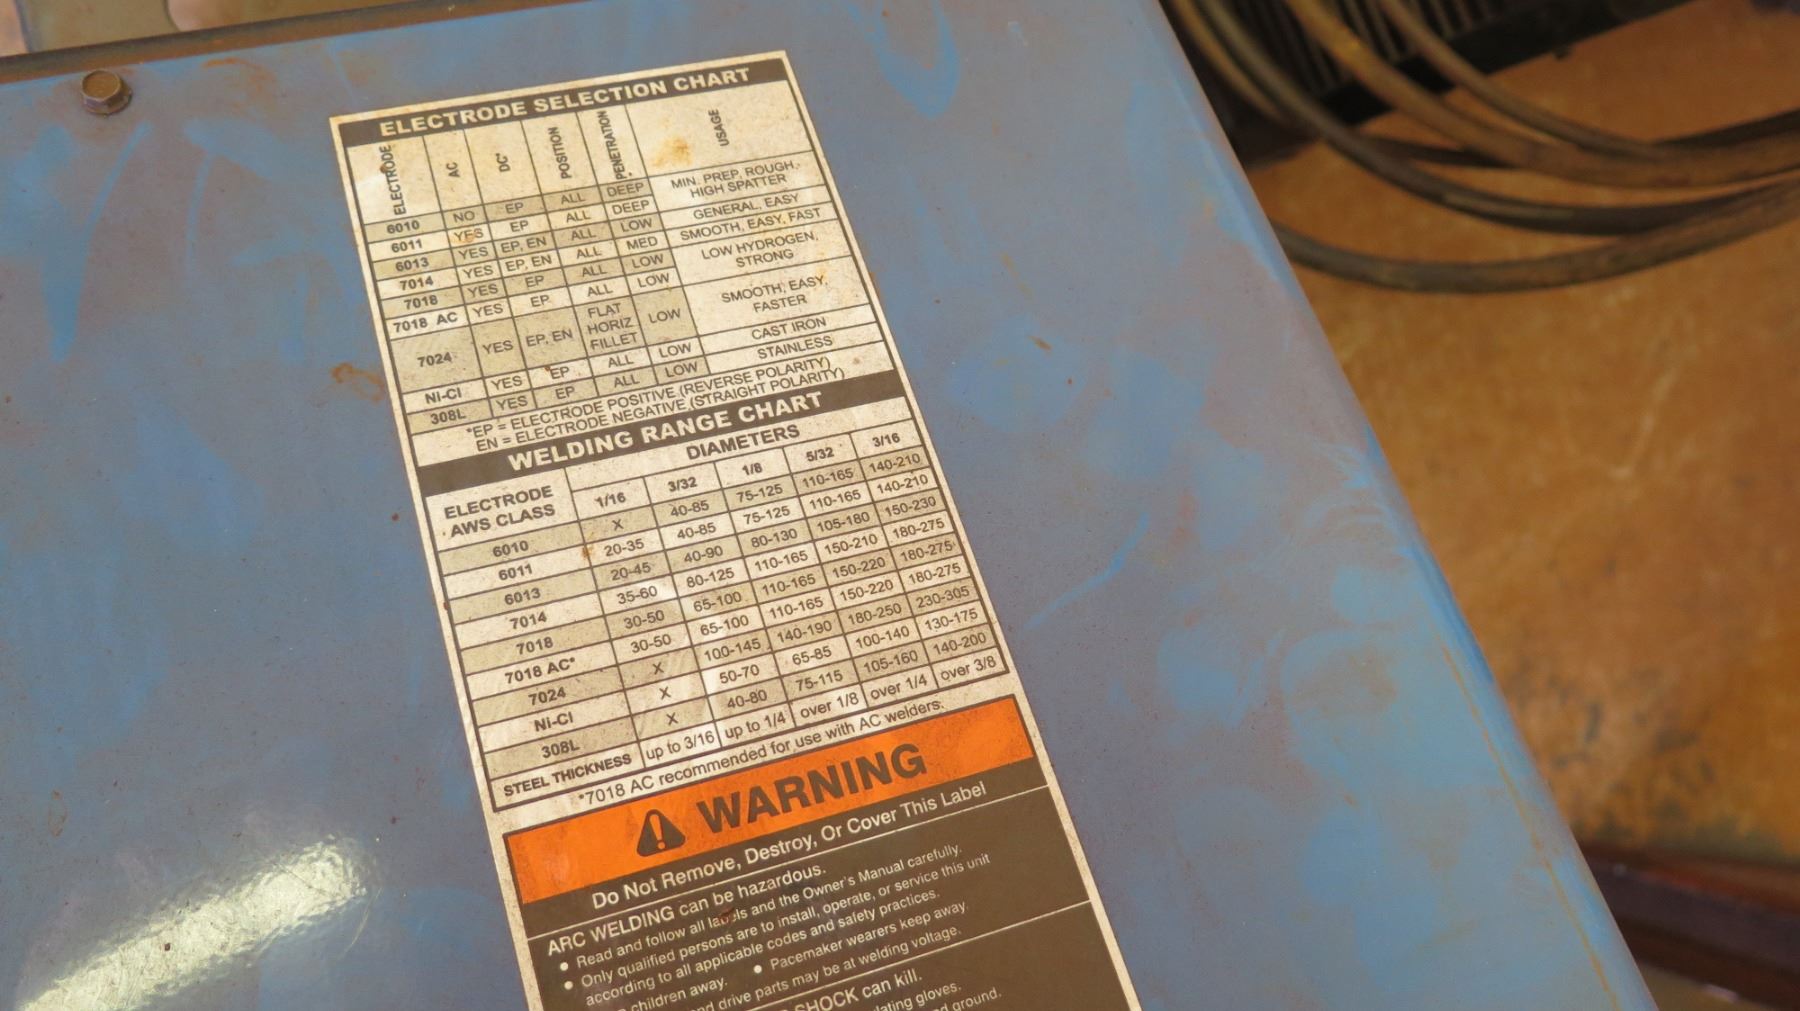 ELECTRODE SELECTION CHART
ELECTRODE AC DC* POSITION PENETRATION USAGE
6010 NO EP ALL DEEP MIN. PREP, ROUGH, HIGH SPATTER
6011 YES EP ALL DEEP
6013 YES EP, EN ALL LOW GENERAL, EASY
7014 YES EP, EN ALL MED SMOOTH, EASY, FAST
7018 YES EP ALL LOW LOW HYDROGEN, STRONG
7018 AC YES EP ALL LOW
7024 YES EP, EN FLAT HORIZ FILLET LOW SMOOTH, EASY, FASTER
Ni-Cl YES EP ALL LOW CAST IRON
308L YES EP ALL LOW STAINLESS
*EP = ELECTRODE POSITIVE (REVERSE POLARITY)
EN = ELECTRODE NEGATIVE (STRAIGHT POLARITY)
WELDING RANGE CHART
DIAMETERS
ELECTRODE AWS CLASS 1/16 3/32 1/8 5/32 3/16
6010 X 40-85 75-125 110-165 140-210
6011 20-35 40-85 75-125 110-165 140-210
6013 20-45 40-90 80-130 105-180 150-230
7014 35-60 80-125 110-165 150-210 180-275
7018 30-50 65-100 110-165 150-220 180-275
7018 AC* 30-50 65-100 110-165 150-220 180-275
7024 X 100-145 140-190 180-250 230-305
Ni-Cl X 50-70 65-85 100-140 130-175
308L X 40-80 75-115 105-160 140-200
STEEL THICKNESS up to 3/16 up to 1/4 over 1/8 over 1/4 over 3/8
*7018 AC recommended for use with AC welders.
WARNING
Do Not Remove, Destroy, Or Cover This Label
ARC WELDING can be hazardous.
• Read and follow all labels and the Owner's Manual carefully.
• Only qualified persons are to install, operate, or service this unit
according to all applicable codes and safety practices.
children away. • Pacemaker wearers keep away.
and drive parts may be at welding voltage.
SHOCK can kill.
gloves.
ground.